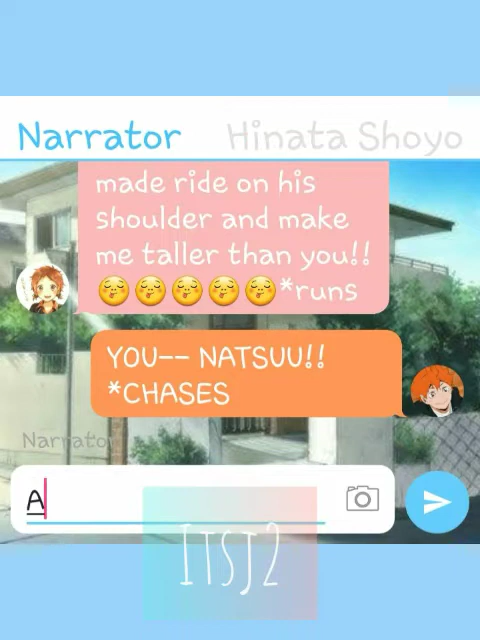 Narrator Hinata Shoyo
made ride on his
shoulder and make
me taller than you!!
😋😋😋😋😋*runs
YOU-- NATSUU!!
*CHASES
Narrator
A
ITSJ2